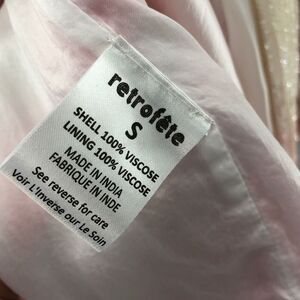 retrofête
S
SHELL 100% VISCOSE
LINING 100% VISCOSE
MADE IN INDIA
FABRIQUE IN INDE
See reverse for care
Voir L'inverse our Le Soin